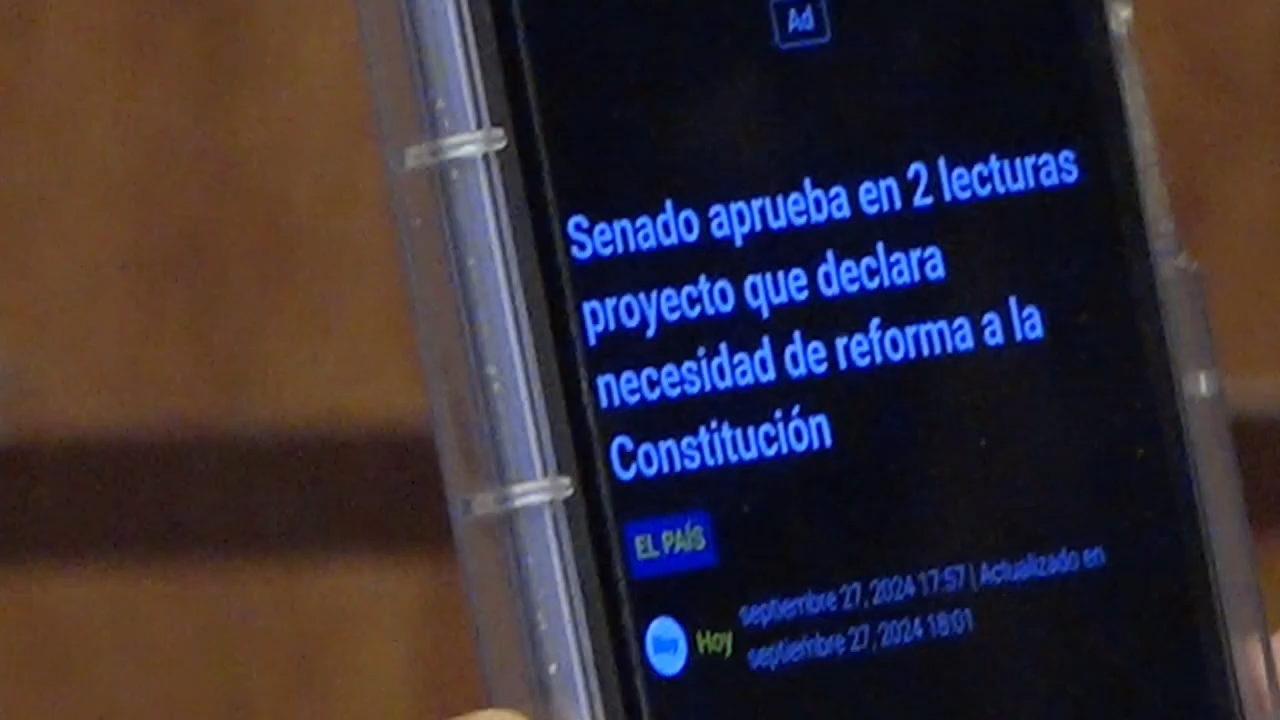 Ad
Senado aprueba en 2 lecturas
proyecto que declara
necesidad de reforma a la
Constitución
EL PAÍS
Hoy
Hoy
septiembre 27, 2024 17:57 | Actualizado en
septiembre 27, 2024 18:01